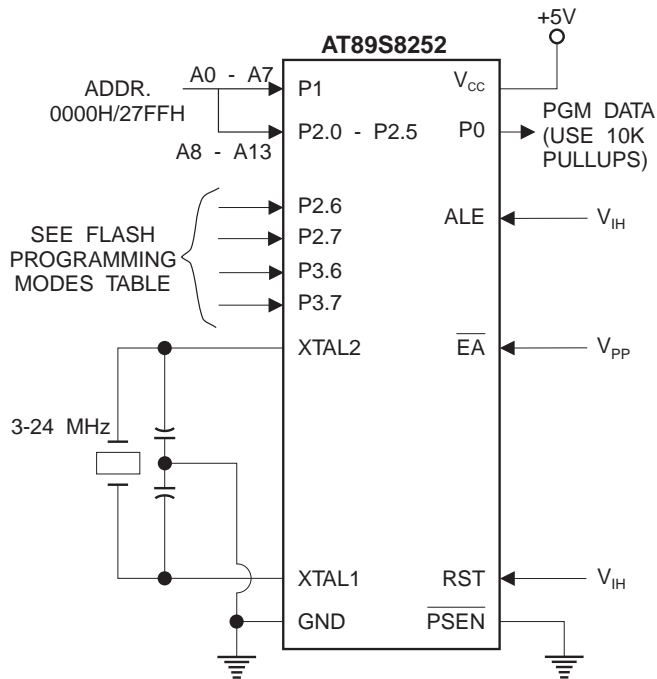 +5V
AT89S8252
ADDR.
0000H/27FFH
A0 - A7
A8 - A13
P1
P2.0 - P2.5
VCC
P0
PGM DATA
(USE 10K
PULLUPS)
SEE FLASH
PROGRAMMING
MODES TABLE
P2.6
P2.7
P3.6
P3.7
ALE
VIH
XTAL2
EA
VPP
3-24 MHz
XTAL1
RST
VIH
GND
PSEN